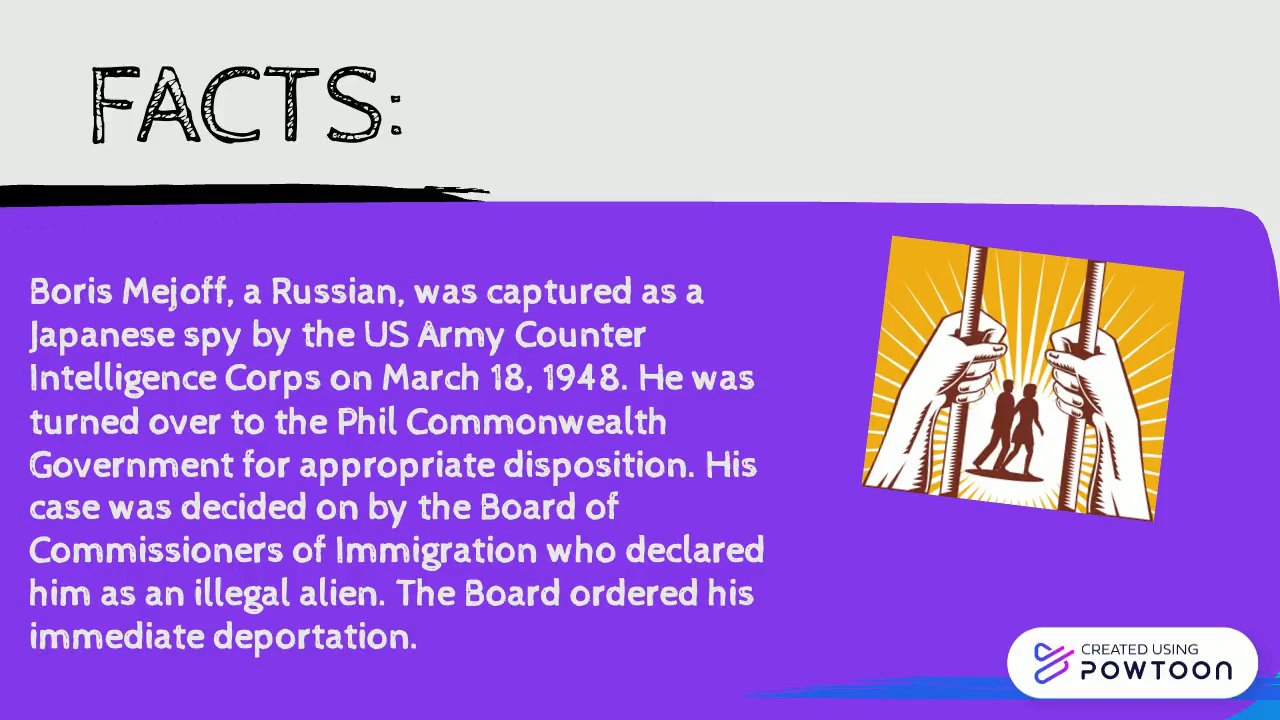 FACTS:
Boris Mejoff, a Russian, was captured as a
Japanese spy by the US Army Counter
Intelligence Corps on March 18, 1948. He was
turned over to the Phil Commonwealth
Government for appropriate disposition. His
case was decided on by the Board of
Commissioners of Immigration who declared
him as an illegal alien. The Board ordered his
immediate deportation.
CREATED USING
POWTOON